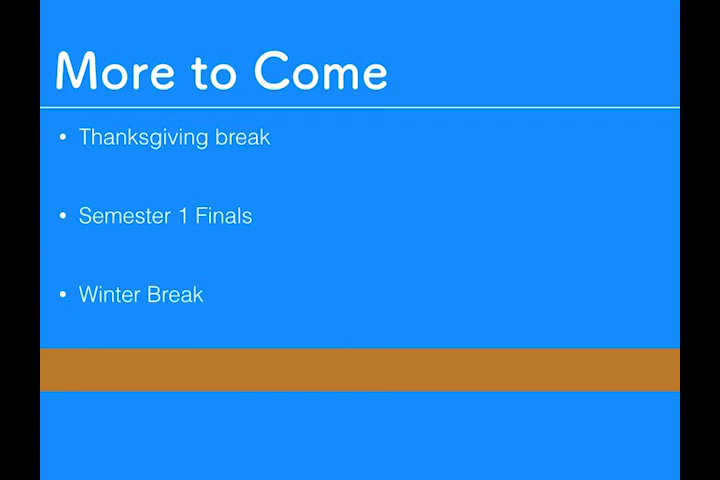 More to Come
• Thanksgiving break
• Semester 1 Finals
• Winter Break